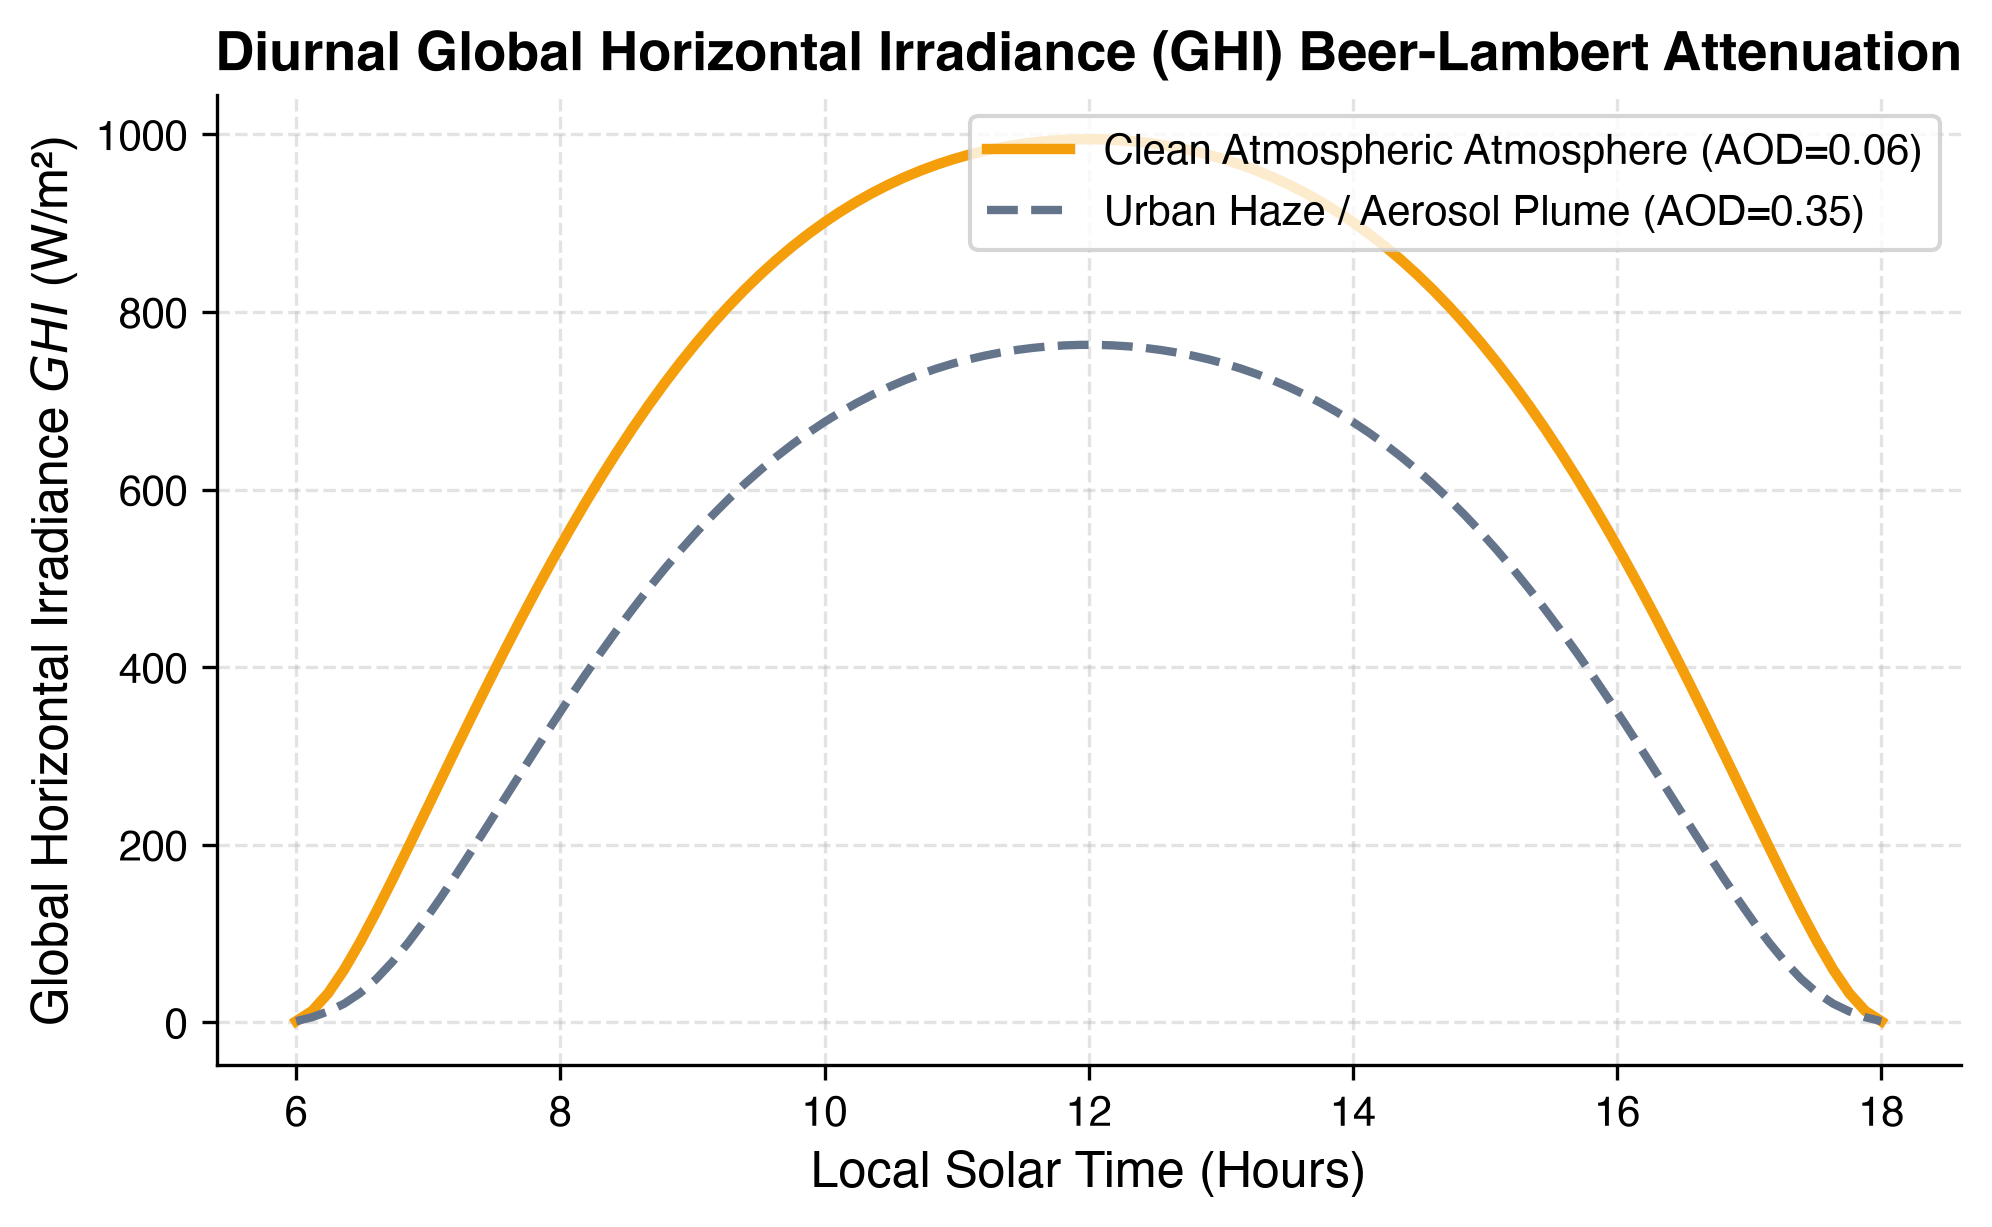 Diurnal Global Horizontal Irradiance (GHI) Beer-Lambert Attenuation
Global Horizontal Irradiance GHI (W/m²)
1000
800
600
400
200
0
Clean Atmospheric Atmosphere (AOD=0.06)
Urban Haze / Aerosol Plume (AOD=0.35)
6 8 10 12 14 16 18
Local Solar Time (Hours)